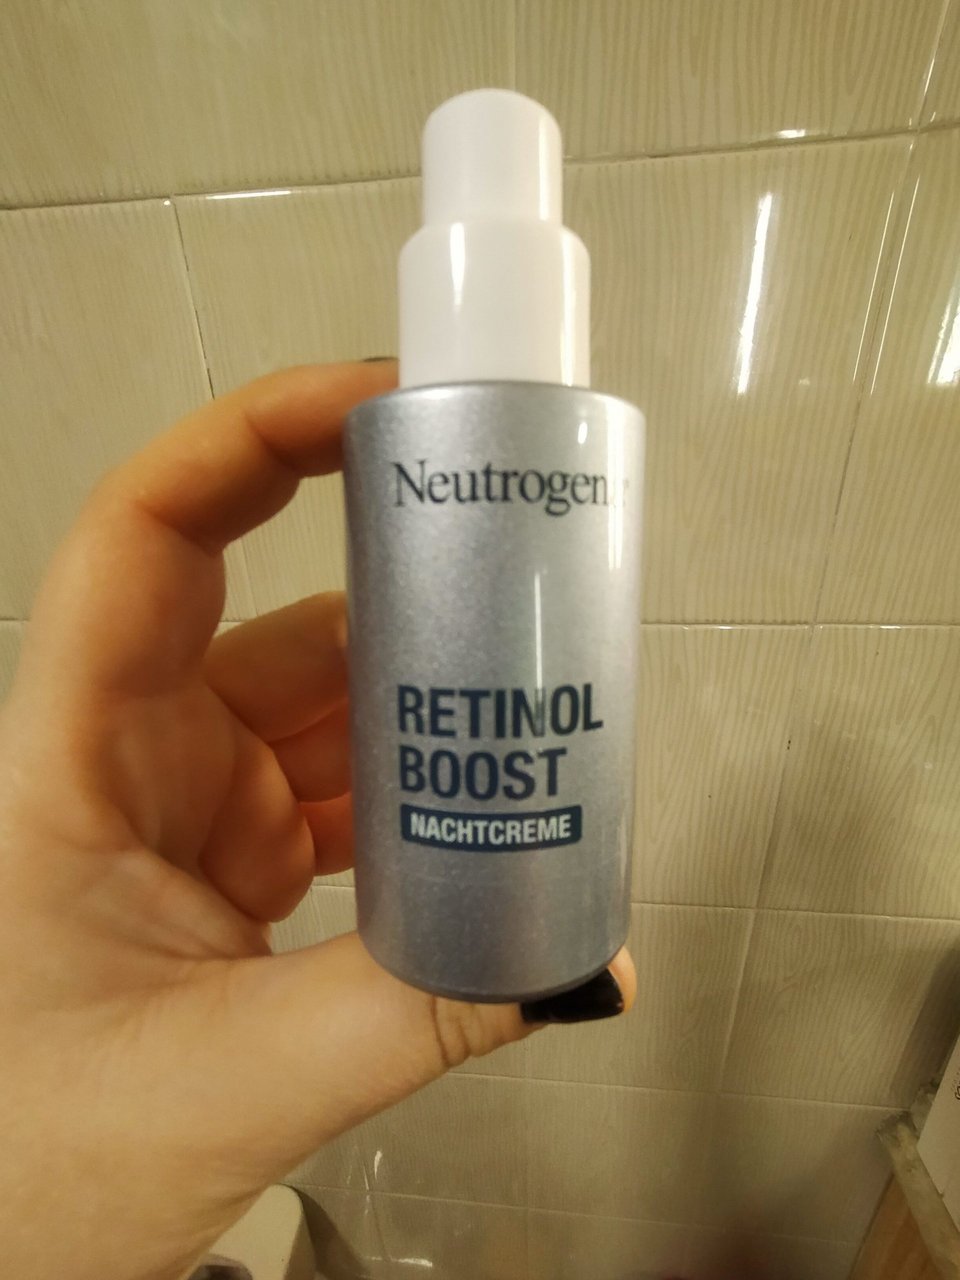 Neutrogena
RETINOL
BOOST
NACHTCREME